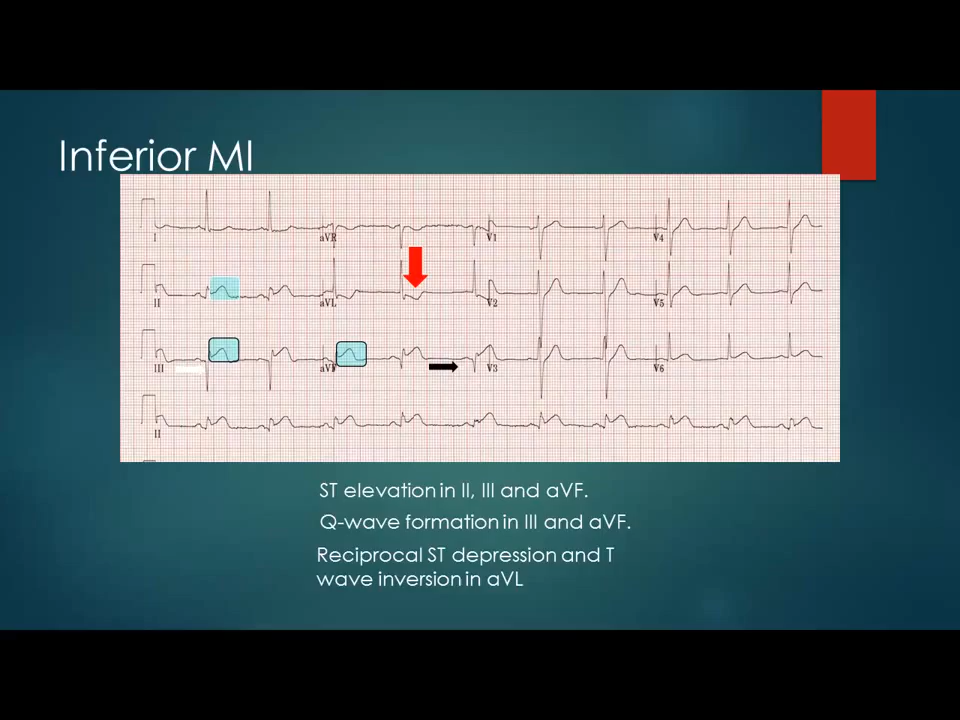 Inferior MI
I aVR V1 V4
II aVL V2 V5
III aVF V3 V6
II
ST elevation in II, III and aVF.
Q-wave formation in III and aVF.
Reciprocal ST depression and T
wave inversion in aVL